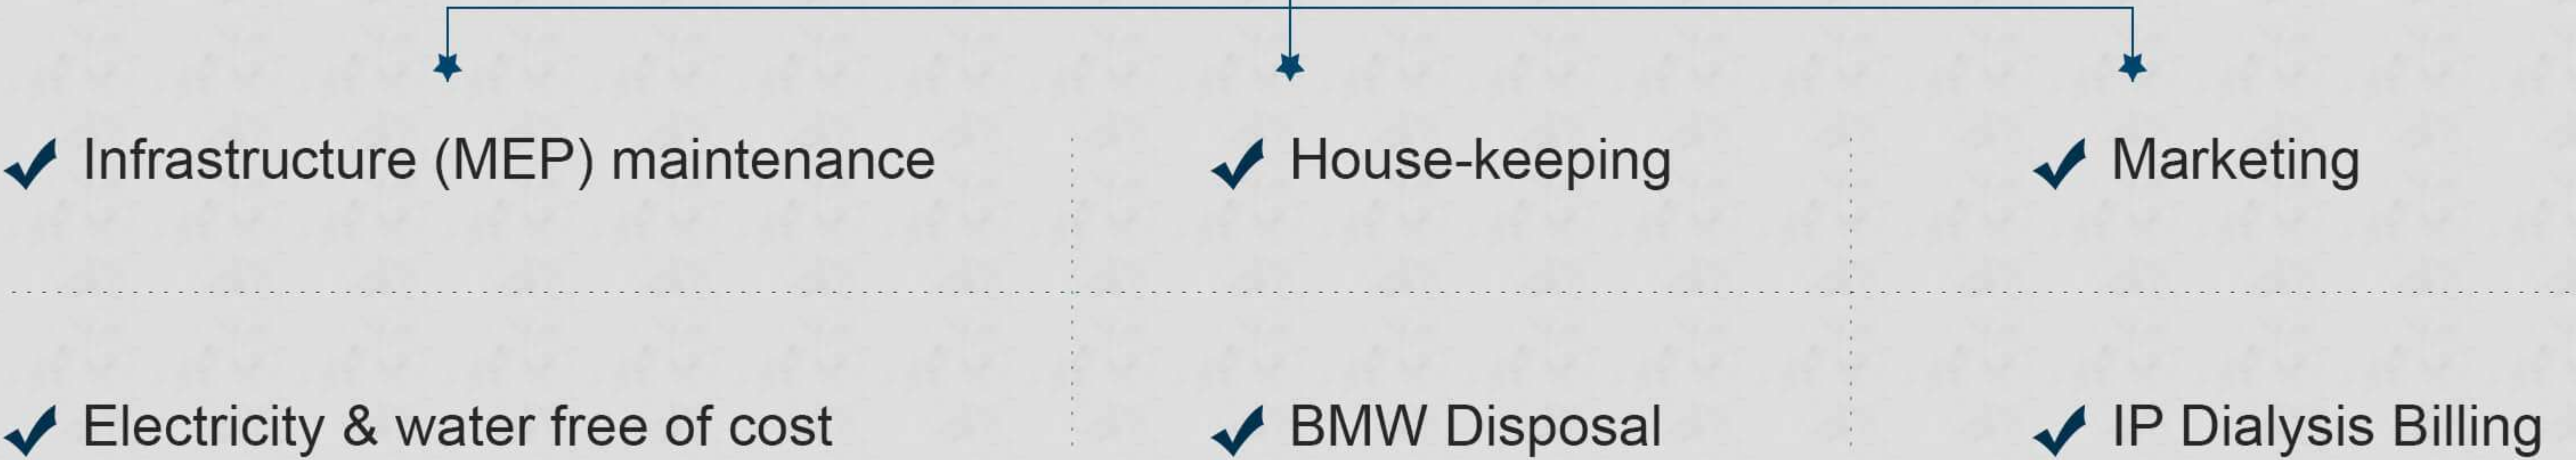 Infrastructure (MEP) maintenance
House-keeping
Marketing
Electricity & water free of cost
BMW Disposal
IP Dialysis Billing